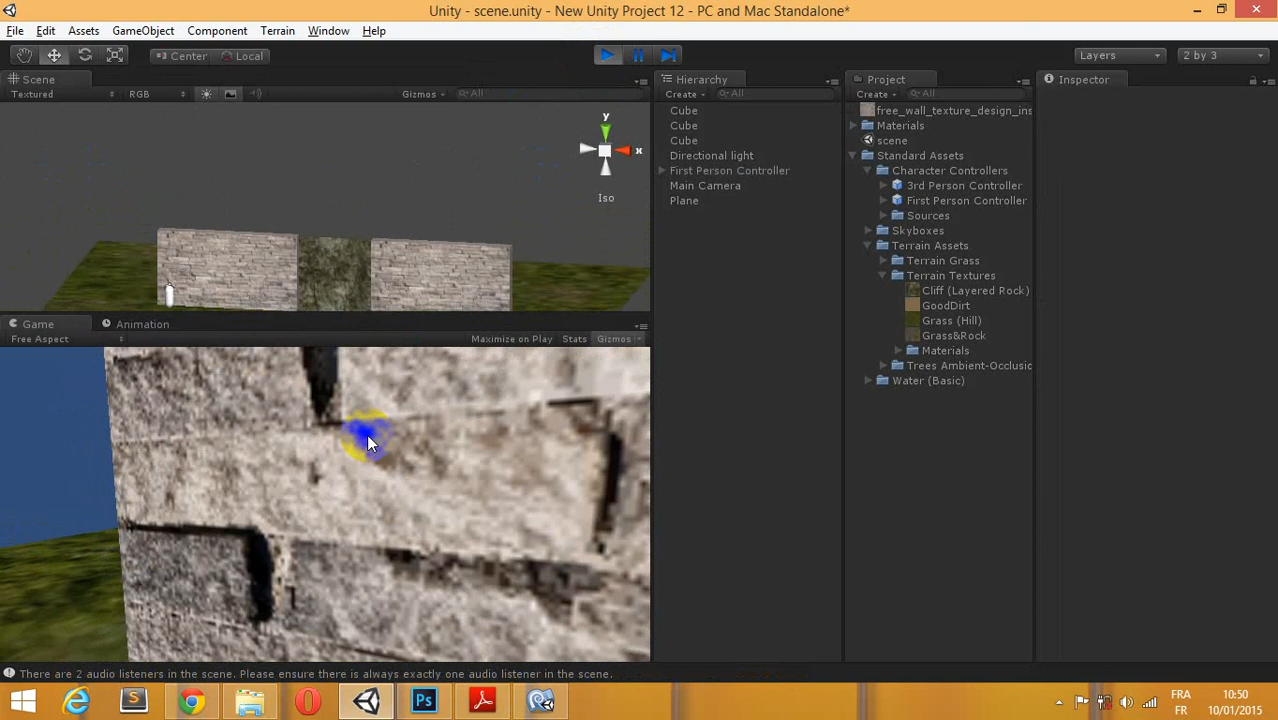 Unity - scene.unity - New Unity Project 12 - PC and Mac Standalone*
File Edit Assets GameObject Component Terrain Window Help
Center Local Layers 2 by 3
Scene Hierarchy Project Inspector
Textured RGB Gizmos All Create All Create All
Cube
Cube
Cube
Directional light
First Person Controller
Main Camera
Plane
free_wall_texture_design_ins
Materials
scene
Standard Assets
Character Controllers
3rd Person Controller
First Person Controller
Sources
Skyboxes
Terrain Assets
Terrain Grass
Terrain Textures
Cliff (Layered Rock)
GoodDirt
Grass (Hill)
Grass&Rock
Materials
Trees Ambient-Occlusic
Water (Basic)
y
x
Iso
Game Animation
Free Aspect Maximize on Play Stats Gizmos
There are 2 audio listeners in the scene. Please ensure there is always exactly one audio listener in the scene.
S
Ps
FRA
FR
10:50
10/01/2015